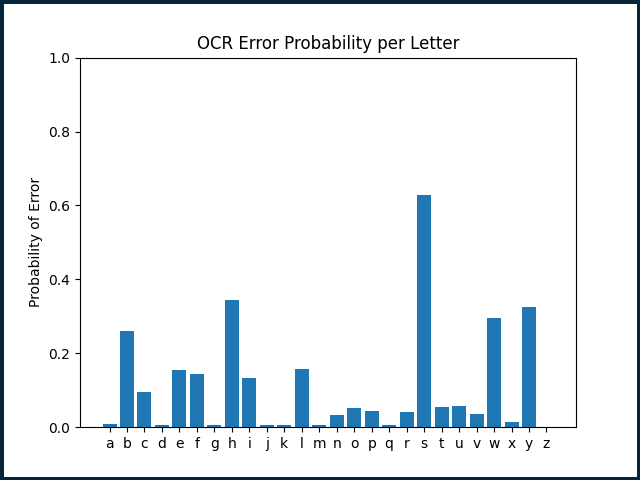 OCR Error Probability per Letter
1.0
0.8
0.6
0.4
0.2
0.0
Probability of Error
a b c d e f g h i j k l m n o p q r s t u v w x y z